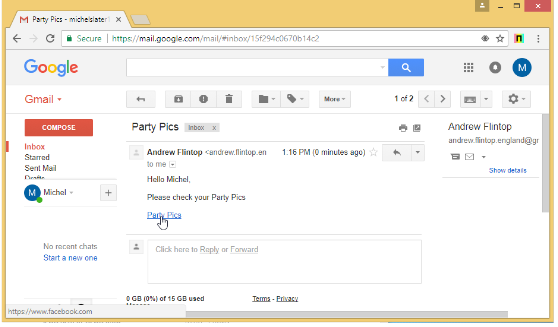 Party Pics - michelslater
Secure https://mail.google.com/mail/#inbox/15f294c0670b14c2
Google
M
Gmail
More
1 of 2
COMPOSE
Inbox
Starred
Sent Mail
Drafts
M Michel
No recent chats
Start a new one
Party Pics Inbox x
Andrew Flintop <andrew.flintop.en 1:16 PM (0 minutes ago)
to me
Hello Michel,
Please check your Party Pics
Party Pics
Click here to Reply or Forward
0 GB (0%) of 15 GB used
Manage
Terms - Privacy
Andrew Flintop
andrew.flintop.england@gr
Show details
https://www.facebook.com